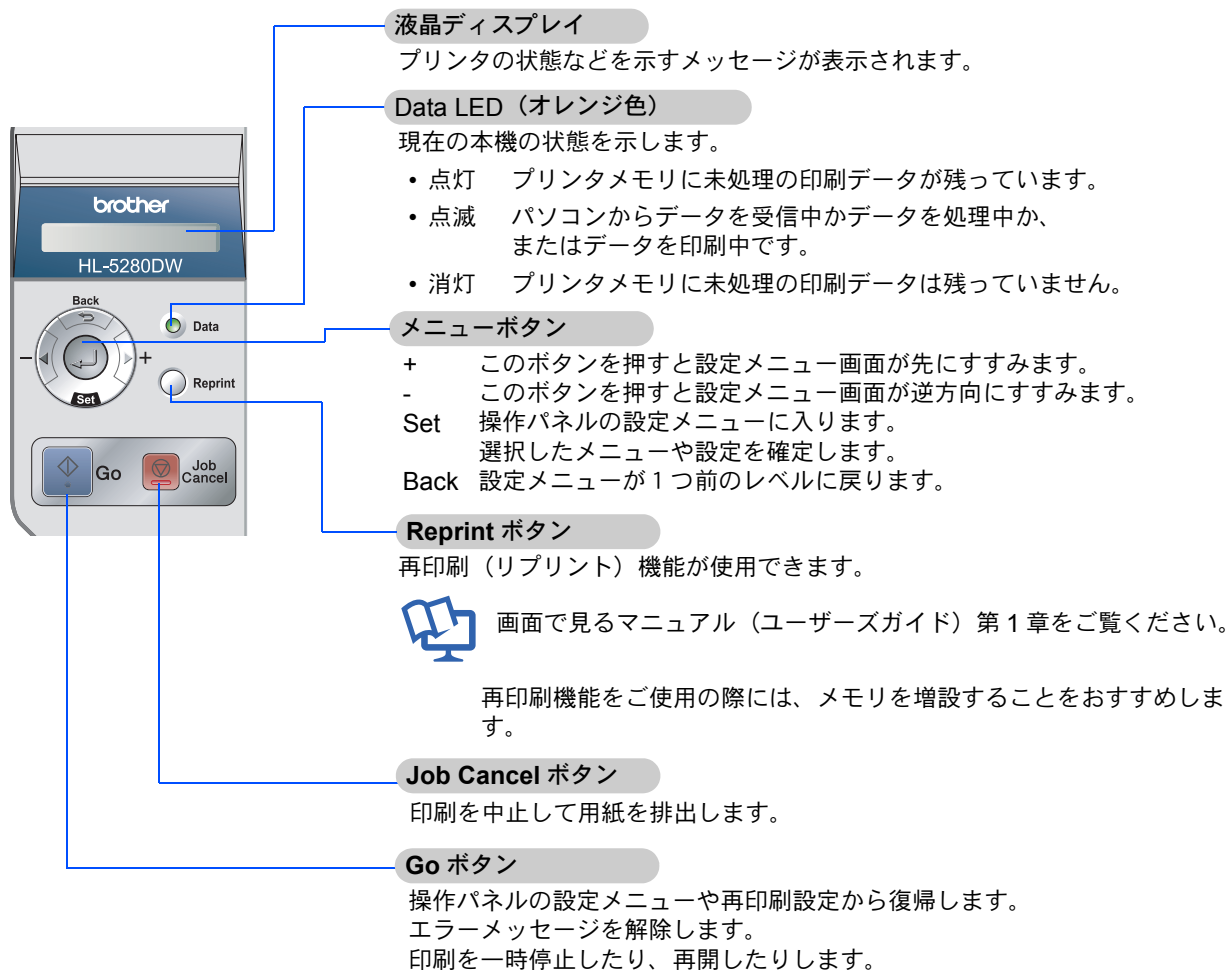 液晶ディスプレイ
プリンタの状態などを示すメッセージが表示されます。
Data LED（オレンジ色）
現在の本機の状態を示します。
• 点灯 プリンタメモリに未処理の印刷データが残っています。
• 点滅 パソコンからデータを受信中かデータを処理中か、
またはデータを印刷中です。
• 消灯 プリンタメモリに未処理の印刷データは残っていません。
brother
HL-5280DW
Back
Data
- +
Reprint
Set
Go
Job
Cancel
メニューボタン
+ このボタンを押すと設定メニュー画面が先にすすみます。
- このボタンを押すと設定メニュー画面が逆方向にすすみます。
Set 操作パネルの設定メニューに入ります。
選択したメニューや設定を確定します。
Back 設定メニューが１つ前のレベルに戻ります。
Reprint ボタン
再印刷（リプリント）機能が使用できます。
画面で見るマニュアル（ユーザーズガイド）第 1 章をご覧ください。
再印刷機能をご使用の際には、メモリを増設することをおすすめしま
す。
Job Cancel ボタン
印刷を中止して用紙を排出します。
Go ボタン
操作パネルの設定メニューや再印刷設定から復帰します。
エラーメッセージを解除します。
印刷を一時停止したり、再開したりします。